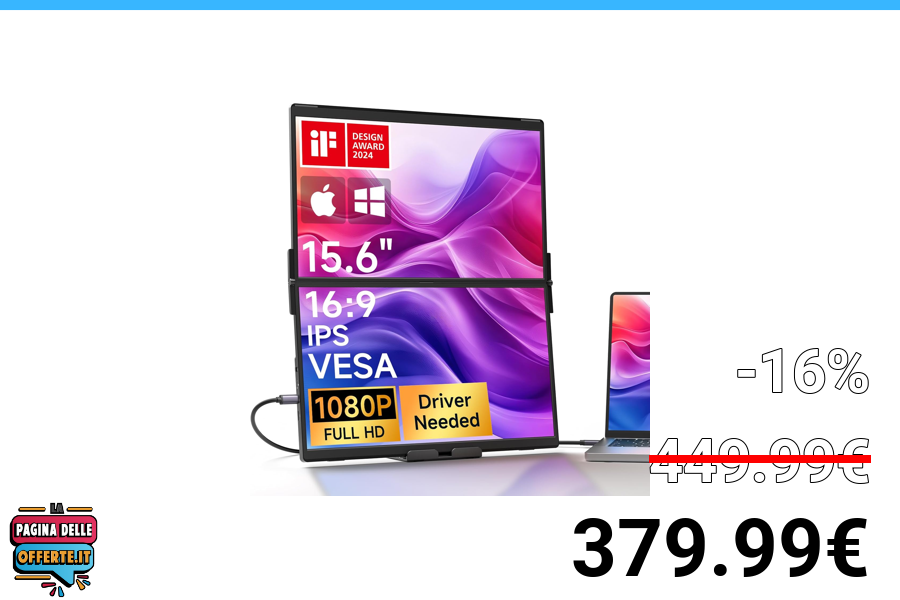 iF
DESIGN
AWARD
2024
15.6"
16:9
IPS
VESA
1080P
FULL HD
Driver
Needed
-16%
449.99€
379.99€
LA
PAGINA DELLE
OFFERTE.IT